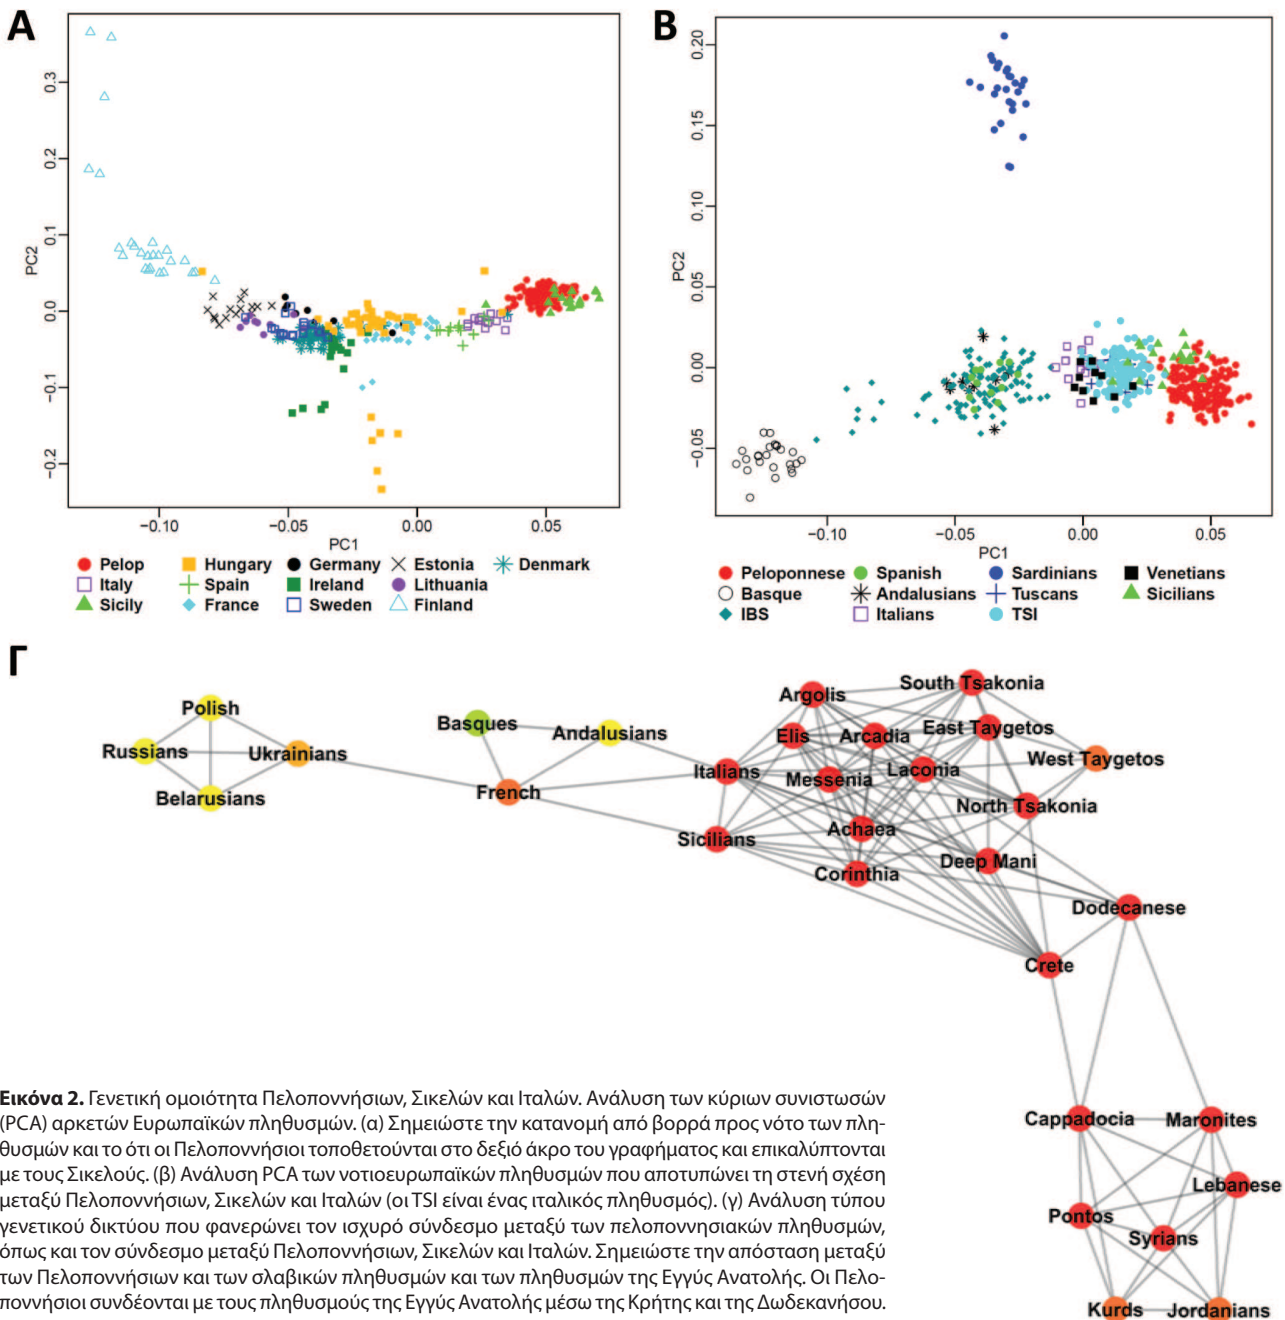 A
B
0.3
0.2
0.1
0.0
−0.1
−0.2
PC2
−0.10
−0.05
0.00
0.05
PC1
Pelop Hungary Germany Estonia Denmark
Italy Spain Ireland Lithuania
Sicily France Sweden Finland
0.20
0.15
0.10
0.05
0.00
−0.05
PC2
−0.10
−0.05
0.00
0.05
PC1
Peloponnese Spanish Sardinians Venetians
Basque Andalusians Tuscans Sicilians
IBS Italians TSI
Γ
Polish
Russians
Ukrainians
Belarusians
Basques
Andalusians
French
Italians
Sicilians
Argolis
South Tsakonia
Elis
Arcadia
East Taygetos
West Taygetos
Messenia
Laconia
North Tsakonia
Achaea
Deep Mani
Corinthia
Dodecanese
Crete
Cappadocia
Maronites
Lebanese
Pontos
Syrians
Kurds
Jordanians
Εικόνα 2. Γενετική ομοιότητα Πελοποννήσιων, Σικελών και Ιταλών. Ανάλυση των κύριων συνιστωσών
(PCA) αρκετών Ευρωπαϊκών πληθυσμών. (α) Σημειώστε την κατανομή από βορρά προς νότο των πλη-
θυσμών και το ότι οι Πελοποννήσιοι τοποθετούνται στο δεξιό άκρο του γραφήματος και επικαλύπτονται
με τους Σικελούς. (β) Ανάλυση PCA των νοτιοευρωπαϊκών πληθυσμών που αποτυπώνει τη στενή σχέση
μεταξύ Πελοποννήσιων, Σικελών και Ιταλών (οι TSI είναι ένας ιταλικός πληθυσμός). (γ) Ανάλυση τύπου
γενετικού δικτύου που φανερώνει τον ισχυρό σύνδεσμο μεταξύ των πελοποννησιακών πληθυσμών,
όπως και τον σύνδεσμο μεταξύ Πελοποννήσιων, Σικελών και Ιταλών. Σημειώστε την απόσταση μεταξύ
των Πελοποννήσιων και των σλαβικών πληθυσμών και των πληθυσμών της Εγγύς Ανατολής. Οι Πελο-
ποννήσιοι συνδέονται με τους πληθυσμούς της Εγγύς Ανατολής μέσω της Κρήτης και της Δωδεκανήσου.